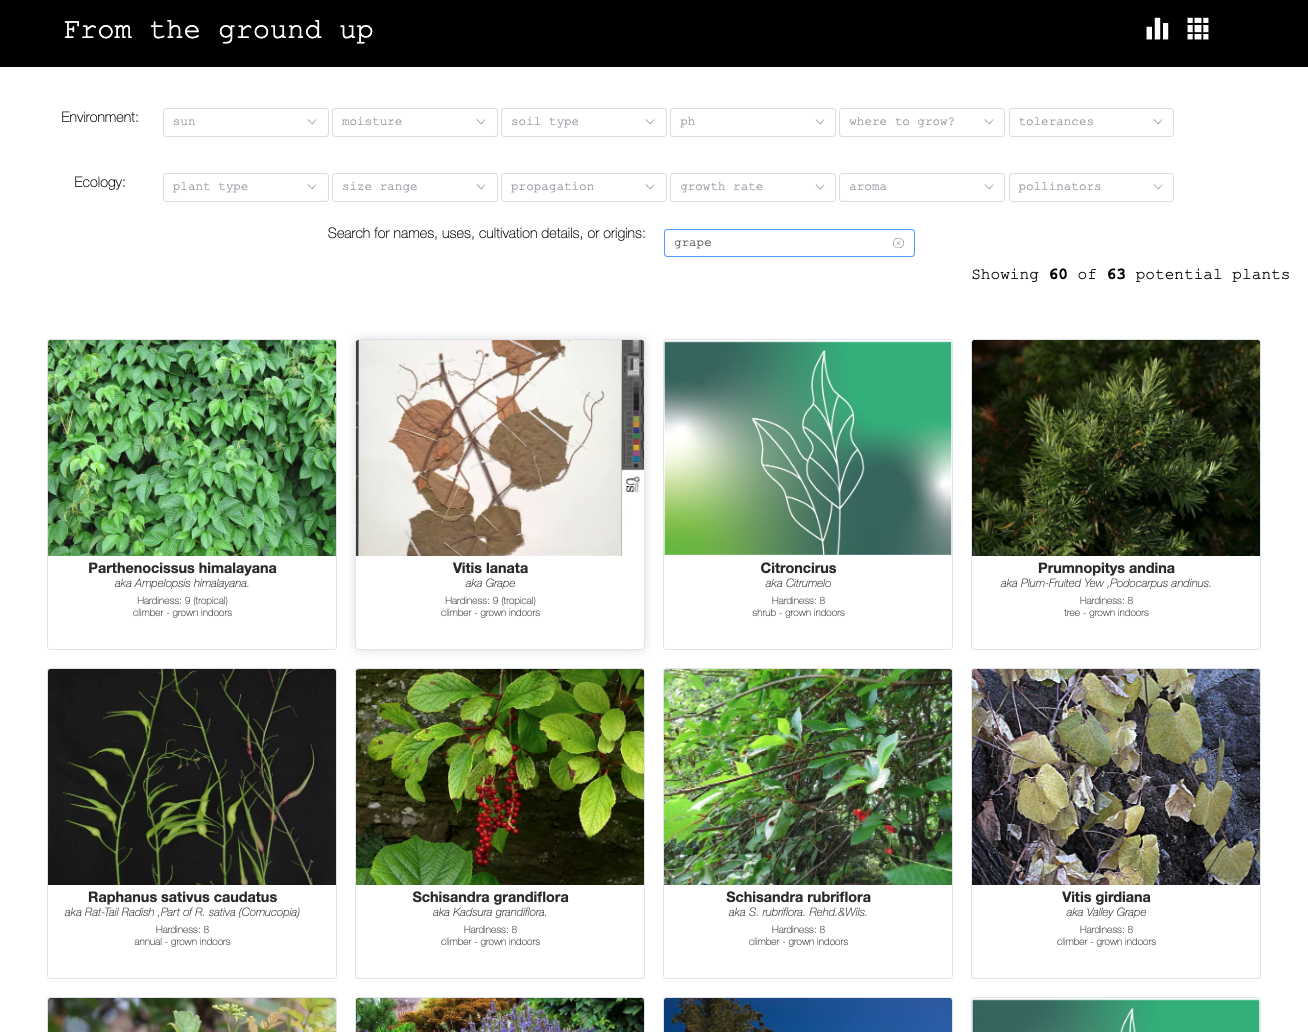 From the ground up
Environment:
sun
moisture
soil type
ph
where to grow?
tolerances
Ecology:
plant type
size range
propagation
growth rate
aroma
pollinators
Search for names, uses, cultivation details, or origins:
grape
Showing 60 of 63 potential plants
Parthenocissus himalayana
aka Ampelopsis himalayana.
Hardiness: 9 (tropical)
climber - grown indoors
Vitis lanata
aka Grape
Hardiness: 9 (tropical)
climber - grown indoors
US
Citroncirus
aka Citrumelo
Hardiness: 8
shrub - grown indoors
Prumnopitys andina
aka Plum-Fruited Yew ,Podocarpus andinus.
Hardiness: 8
tree - grown indoors
Raphanus sativus caudatus
aka Rat-Tail Radish ,Part of R. sativa (Cornucopia)
Hardiness: 8
annual - grown indoors
Schisandra grandiflora
aka Kadsura grandiflora.
Hardiness: 8
climber - grown indoors
Schisandra rubriflora
aka S. rubriflora. Rehd.&Wils.
Hardiness: 8
climber - grown indoors
Vitis girdiana
aka Valley Grape
Hardiness: 8
climber - grown indoors